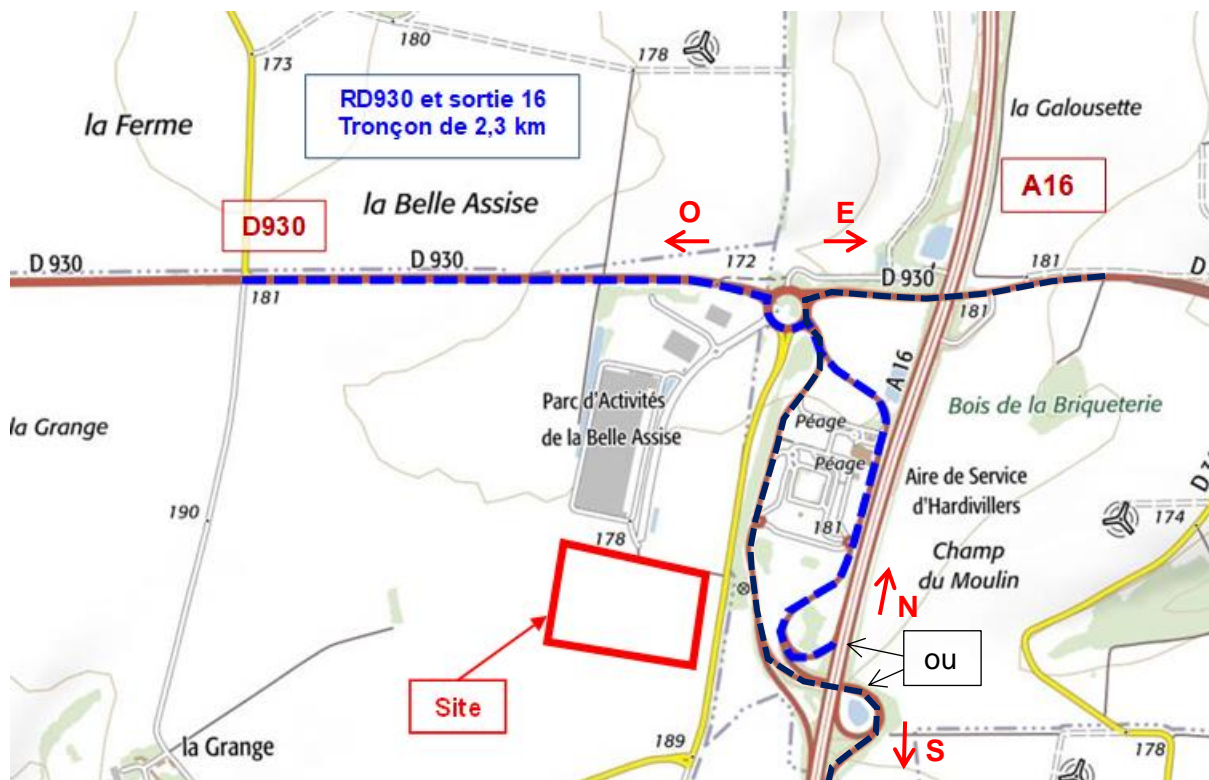 180
178
173
la Ferme
RD930 et sortie 16
Tronçon de 2,3 km
la Galousette
A16
la Belle Assise
D930
O
E
D 930
D 930
172
D 930
181
D
181
181
A 16
Parc d'Activités
de la Belle Assise
Péage
Péage
Bois de la Briqueterie
la Grange
Aire de Service
d'Hardivillers
190
181
174
178
Champ
du Moulin
N
ou
Site
la Grange
189
S
178